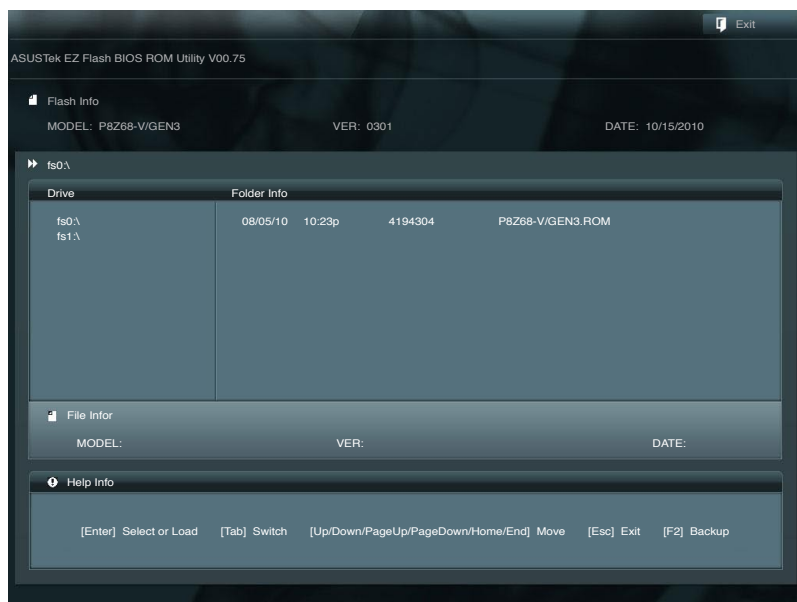 Exit
ASUSTek EZ Flash BIOS ROM Utility V00.75
Flash Info
MODEL: P8Z68-V/GEN3 VER: 0301 DATE: 10/15/2010
fs0:\
Drive Folder Info
fs0:\ 08/05/10 10:23p 4194304 P8Z68-V/GEN3.ROM
fs1:\
File Infor
MODEL: VER: DATE:
Help Info
[Enter] Select or Load [Tab] Switch [Up/Down/PageUp/PageDown/Home/End] Move [Esc] Exit [F2] Backup